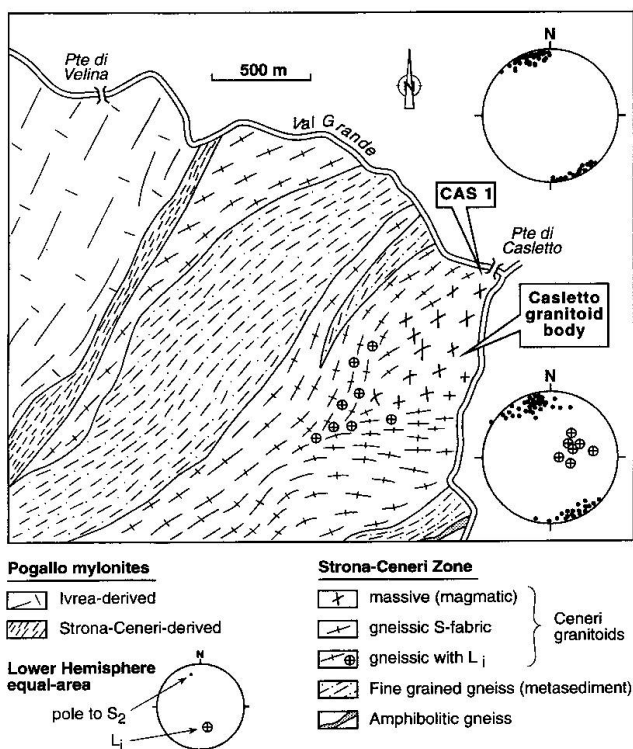 Pte di
Velina
500 m
N
N
Val Grande
CAS 1
Pte di
Casletto
Casletto
granitoid
body
N
Pogallo mylonites
Ivrea-derived
Strona-Ceneri-derived
Lower Hemisphere
equal-area
N
pole to S2
Li
Strona-Ceneri Zone
massive (magmatic)
gneissic S-fabric
gneissic with Li
Ceneri
granitoids
Fine grained gneiss (metasediment)
Amphibolitic gneiss